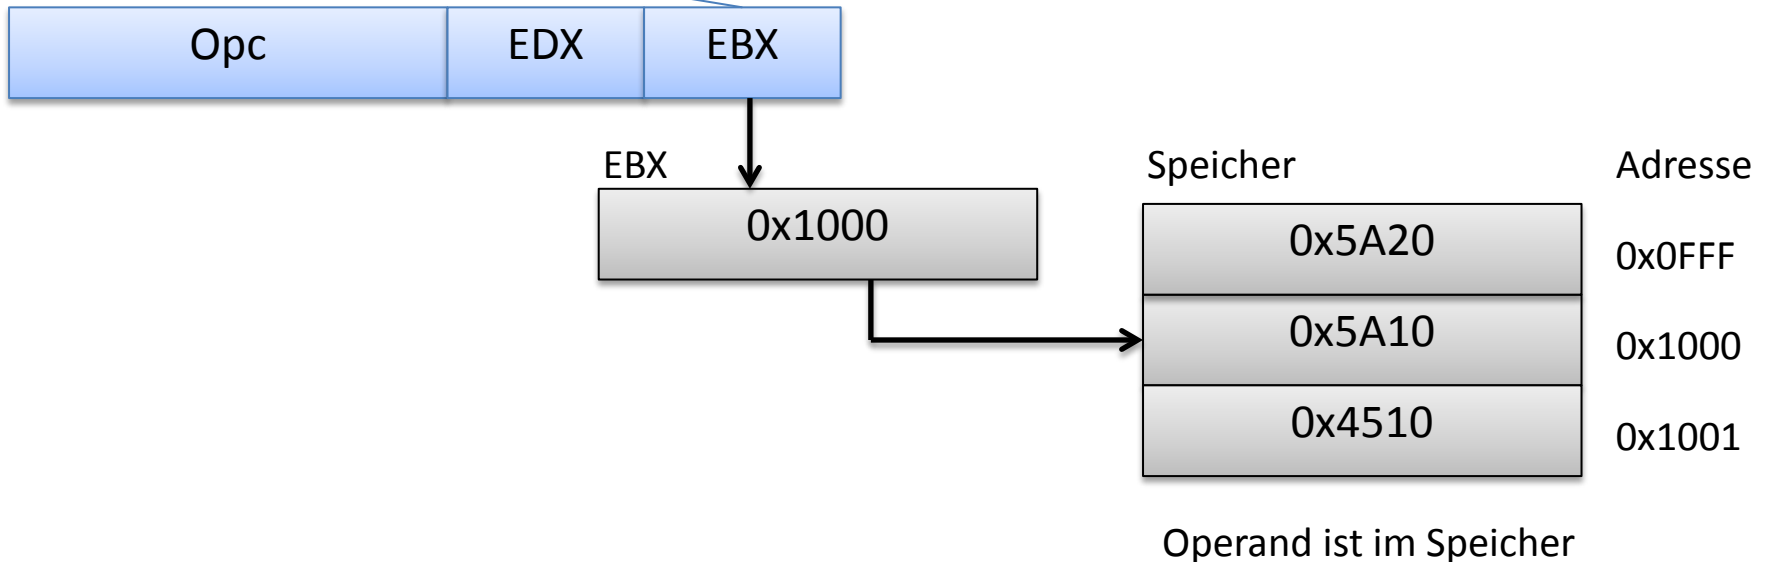 Opc EDX EBX
EBX Speicher Adresse
0x1000
0x5A20 0x0FFF
0x5A10 0x1000
0x4510 0x1001
Operand ist im Speicher